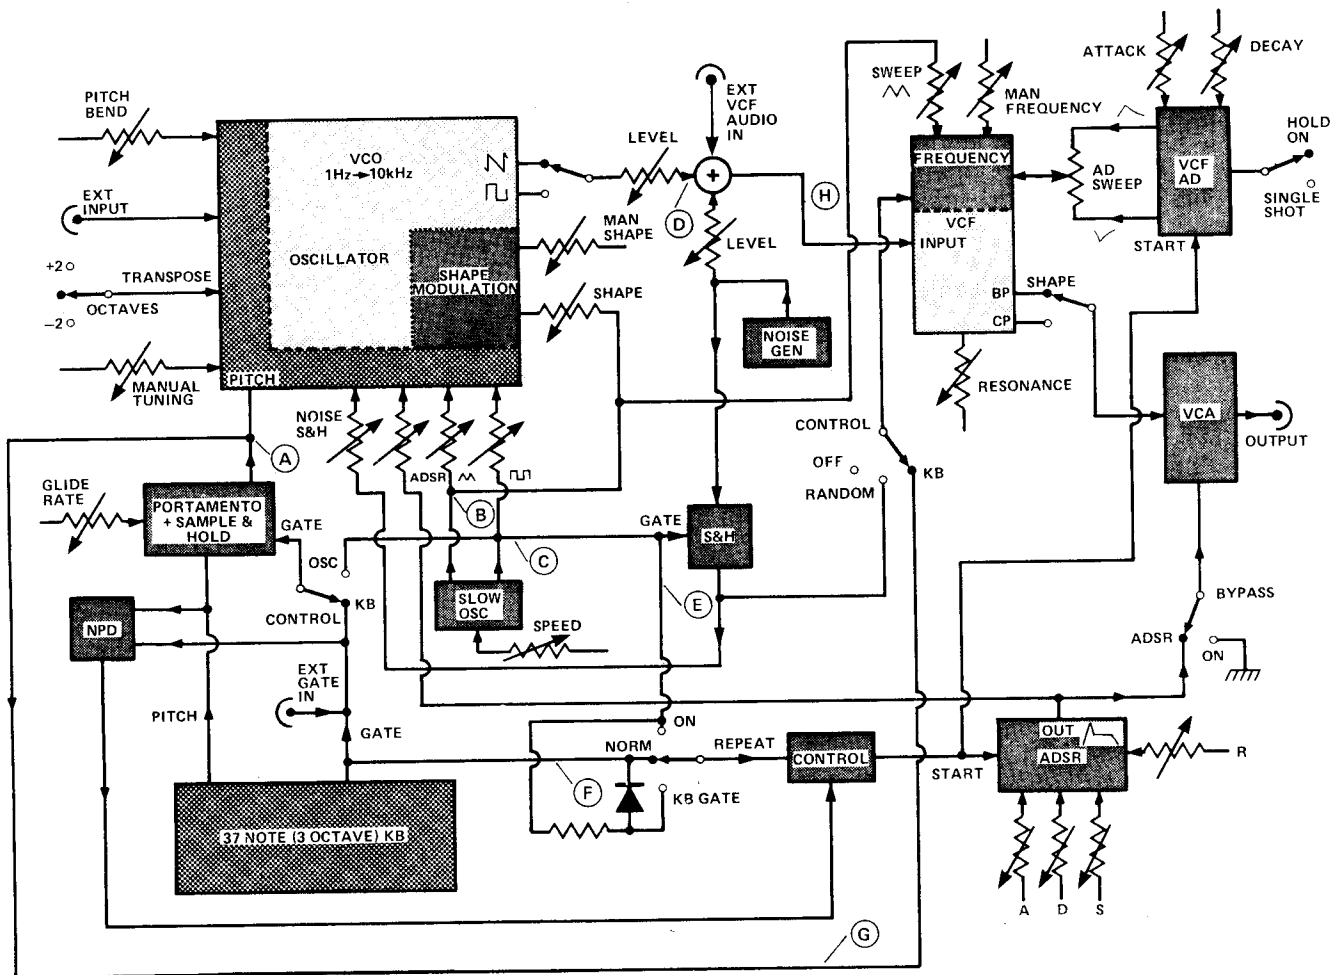 PITCH
BEND
EXT
INPUT
+2
TRANSPOSE
OCTAVES
−2
MANUAL
TUNING
VCO
1Hz→10kHz
OSCILLATOR
SHAPE
MODULATION
PITCH
LEVEL
MAN
SHAPE
SHAPE
EXT
VCF
AUDIO
IN
+
D
LEVEL
NOISE
GEN
H
SWEEP
MAN
FREQUENCY
FREQUENCY
VCF
INPUT
BP
CP
SHAPE
RESONANCE
ATTACK
DECAY
VCF
AD
AD
SWEEP
START
HOLD
ON
SINGLE
SHOT
VCA
OUTPUT
NOISE
S&H
ADSR
A
B
GLIDE
RATE
PORTAMENTO
+ SAMPLE &
HOLD
GATE
OSC
KB
CONTROL
NPD
SLOW
OSC
SPEED
C
GATE
S&H
E
CONTROL
OFF
RANDOM
KB
BYPASS
ADSR
ON
EXT
GATE
IN
PITCH
GATE
37 NOTE (3 OCTAVE) KB
ON
NORM
REPEAT
F
KB GATE
CONTROL
START
OUT
ADSR
R
A
D
S
G